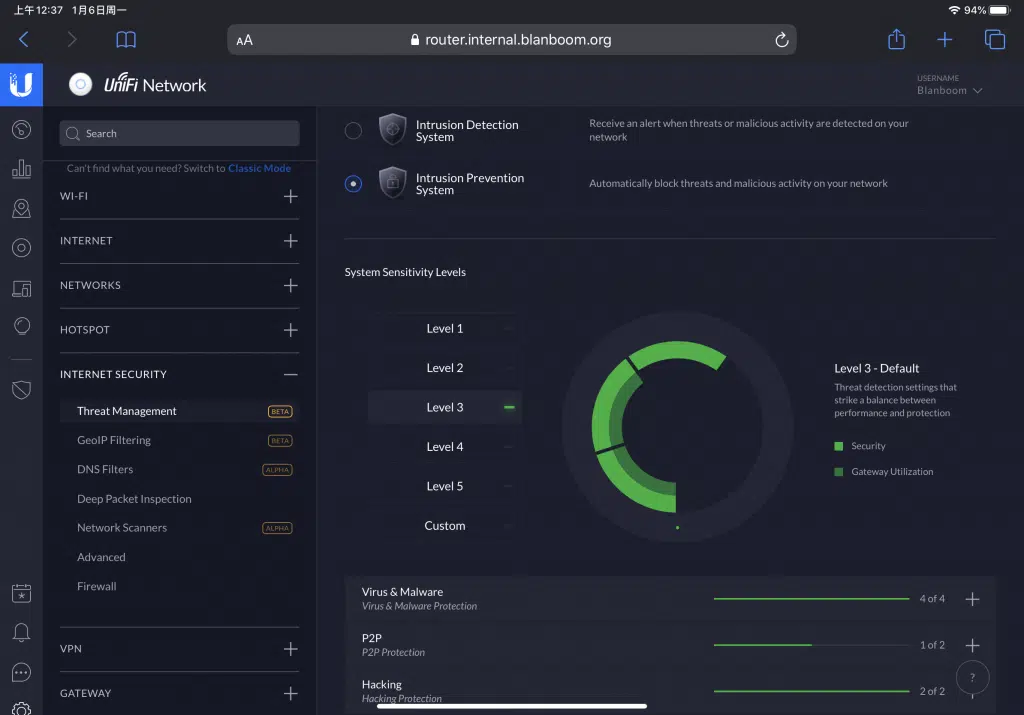 上午12:37 1月6日周一
94%
AA
router.internal.blanboom.org
UniFi Network
USERNAME
Blanboom
Search
Can't find what you need? Switch to Classic Mode
WI-FI
INTERNET
NETWORKS
HOTSPOT
INTERNET SECURITY
Threat Management BETA
GeoIP Filtering BETA
DNS Filters ALPHA
Deep Packet Inspection
Network Scanners ALPHA
Advanced
Firewall
VPN
GATEWAY
Intrusion Detection
System
Receive an alert when threats or malicious activity are detected on your
network
Intrusion Prevention
System
Automatically block threats and malicious activity on your network
System Sensitivity Levels
Level 1
Level 2
Level 3
Level 4
Level 5
Custom
Level 3 - Default
Threat detection settings that
strike a balance between
performance and protection
Security
Gateway Utilization
Virus & Malware
Virus & Malware Protection
4 of 4
P2P
P2P Protection
1 of 2
Hacking
Hacking Protection
2 of 2
?